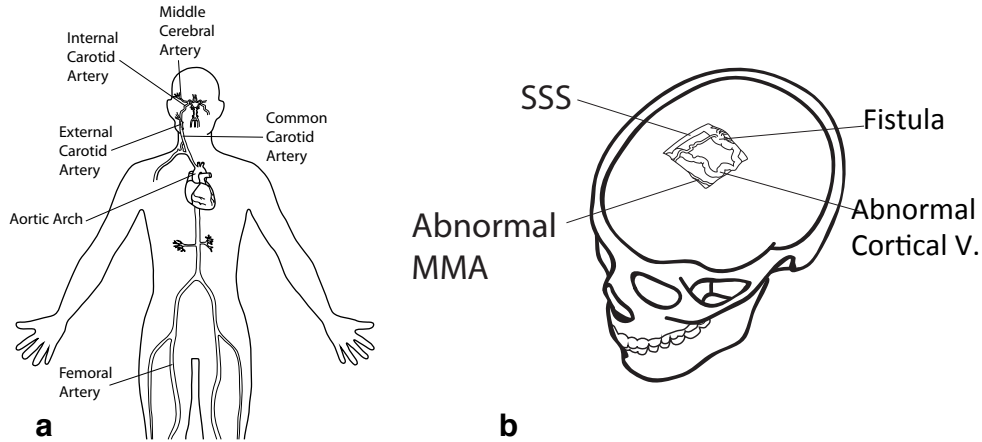 Middle
Cerebral
Artery
Internal
Carotid
Artery
External
Carotid
Artery
Common
Carotid
Artery
Aortic Arch
Femoral
Artery
a
SSS
Fistula
Abnormal
MMA
Abnormal
Cortical V.
b